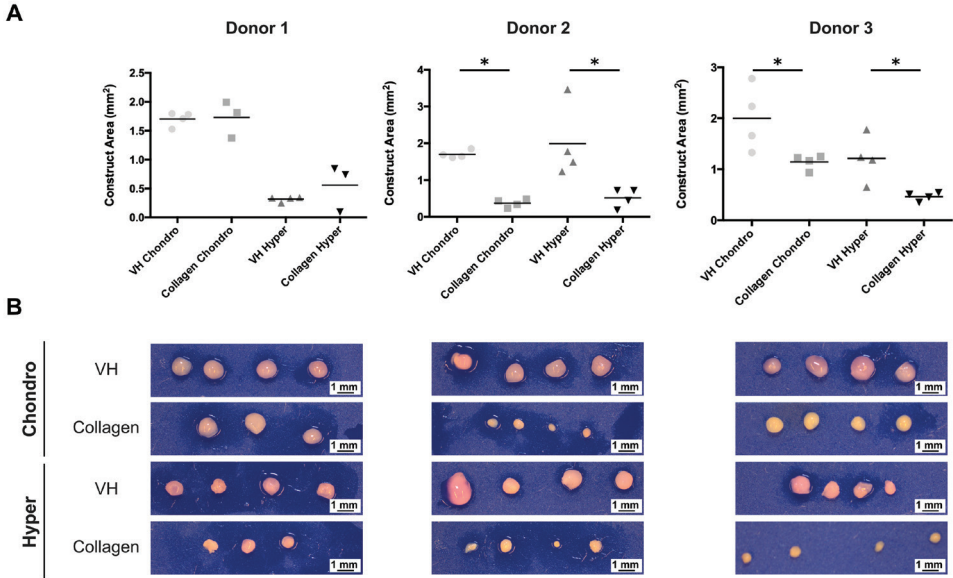 A
Donor 1
Donor 2
Donor 3
Construct Area (mm²)
2.5
2.0
1.5
1.0
0.5
0.0
VH Chondro
Collagen Chondro
VH Hyper
Collagen Hyper
Construct Area (mm²)
4
3
2
1
0
*
*
VH Chondro
Collagen Chondro
VH Hyper
Collagen Hyper
Construct Area (mm²)
3
2
1
0
*
*
VH Chondro
Collagen Chondro
VH Hyper
Collagen Hyper
B
Chondro
VH
1 mm
1 mm
1 mm
Collagen
1 mm
1 mm
1 mm
Hyper
VH
1 mm
1 mm
1 mm
Collagen
1 mm
1 mm
1 mm